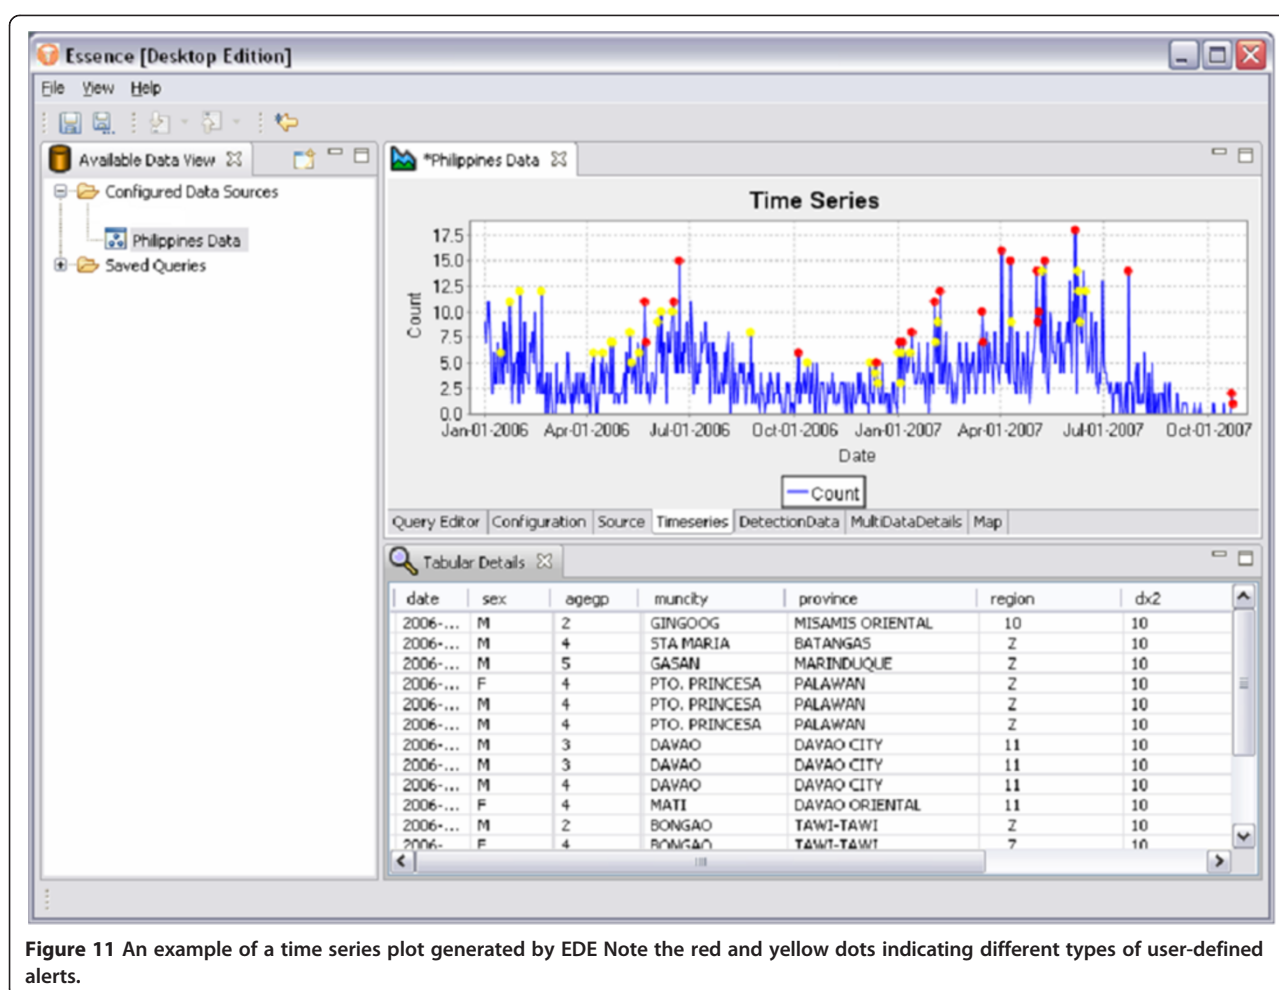 Essence [Desktop Edition]
File View Help
Available Data View
Configured Data Sources
Philippines Data
Saved Queries
*Philippines Data
Time Series
17.5
15.0
12.5
10.0
7.5
5.0
2.5
0.0
Count
Jan-01-2006 Apr-01-2006 Jul-01-2006 Oct-01-2006 Jan-01-2007 Apr-01-2007 Jul-01-2007 Oct-01-2007
Date
Count
Query Editor Configuration Source Timeseries DetectionData MultiDataDetails Map
Tabular Details
date sex agegp muncity province region dx2
2006-... M 2 GINGOOG MISAMIS ORIENTAL 10 10
2006-... M 4 STA MARIA BATANGAS Z 10
2006-... M 5 GASAN MARINDUQUE Z 10
2006-... F 4 PTO. PRINCESA PALAWAN Z 10
2006-... M 4 PTO. PRINCESA PALAWAN Z 10
2006-... M 4 PTO. PRINCESA PALAWAN Z 10
2006-... M 3 DAVAO DAVAO CITY 11 10
2006-... M 3 DAVAO DAVAO CITY 11 10
2006-... M 4 DAVAO DAVAO CITY 11 10
2006-... F 4 MATI DAVAO ORIENTAL 11 10
2006-... M 2 BONGAO TAWI-TAWI Z 10
2006- F 4 BONGAO TAWI-TAWI Z 10
Figure 11 An example of a time series plot generated by EDE Note the red and yellow dots indicating different types of user-defined
alerts.